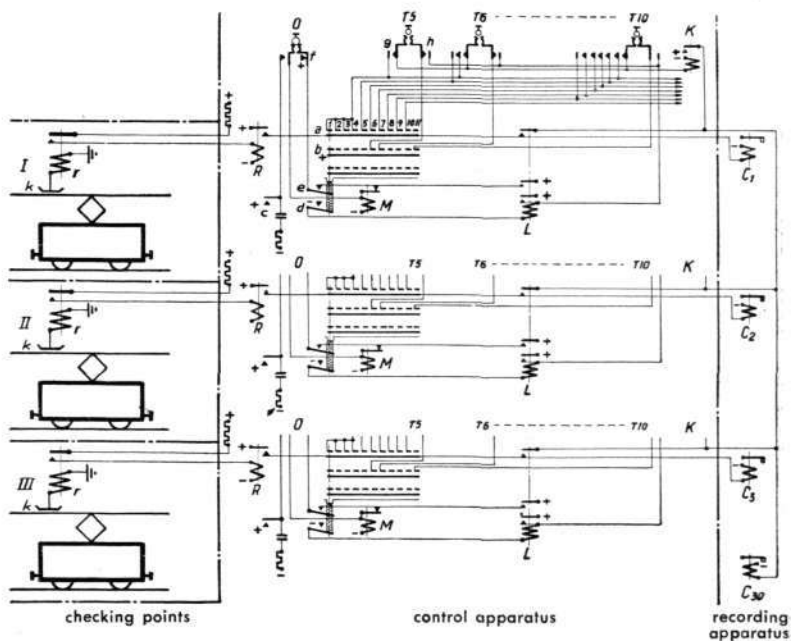 O T5 T6 T10 K
g h f
+ +
1 2 3 4 5 6 7 8 9 10 11
a
b
I r k R e c d M L C1
O T5 T6 T10 K
II r k R M L C2
O T5 T6 T10 K
III r k R M L C3
C30
checking points control apparatus recording
apparatus